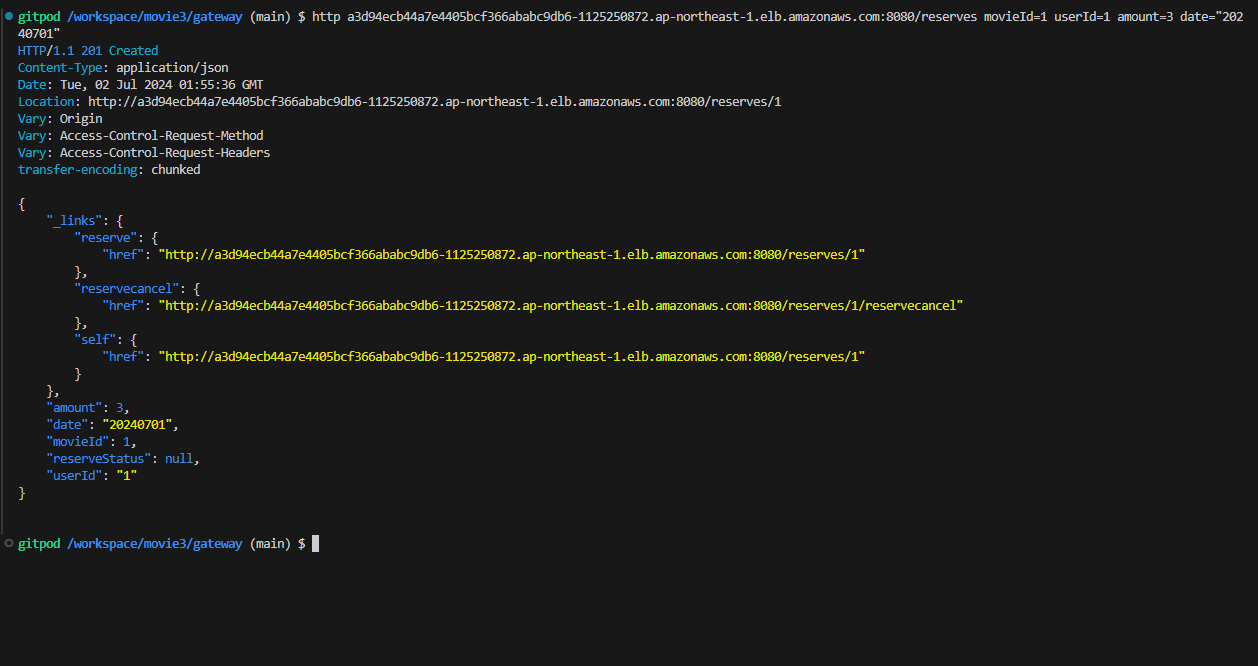 gitpod /workspace/movie3/gateway (main) $ http a3d94ecb44a7e4405bcf366ababc9db6-1125250872.ap-northeast-1.elb.amazonaws.com:8080/reserves movieId=1 userId=1 amount=3 date="202
40701"
HTTP/1.1 201 Created
Content-Type: application/json
Date: Tue, 02 Jul 2024 01:55:36 GMT
Location: http://a3d94ecb44a7e4405bcf366ababc9db6-1125250872.ap-northeast-1.elb.amazonaws.com:8080/reserves/1
Vary: Origin
Vary: Access-Control-Request-Method
Vary: Access-Control-Request-Headers
transfer-encoding: chunked

{
    "_links": {
        "reserve": {
            "href": "http://a3d94ecb44a7e4405bcf366ababc9db6-1125250872.ap-northeast-1.elb.amazonaws.com:8080/reserves/1"
        },
        "reservecancel": {
            "href": "http://a3d94ecb44a7e4405bcf366ababc9db6-1125250872.ap-northeast-1.elb.amazonaws.com:8080/reserves/1/reservecancel"
        },
        "self": {
            "href": "http://a3d94ecb44a7e4405bcf366ababc9db6-1125250872.ap-northeast-1.elb.amazonaws.com:8080/reserves/1"
        }
    },
    "amount": 3,
    "date": "20240701",
    "movieId": 1,
    "reserveStatus": null,
    "userId": "1"
}

gitpod /workspace/movie3/gateway (main) $